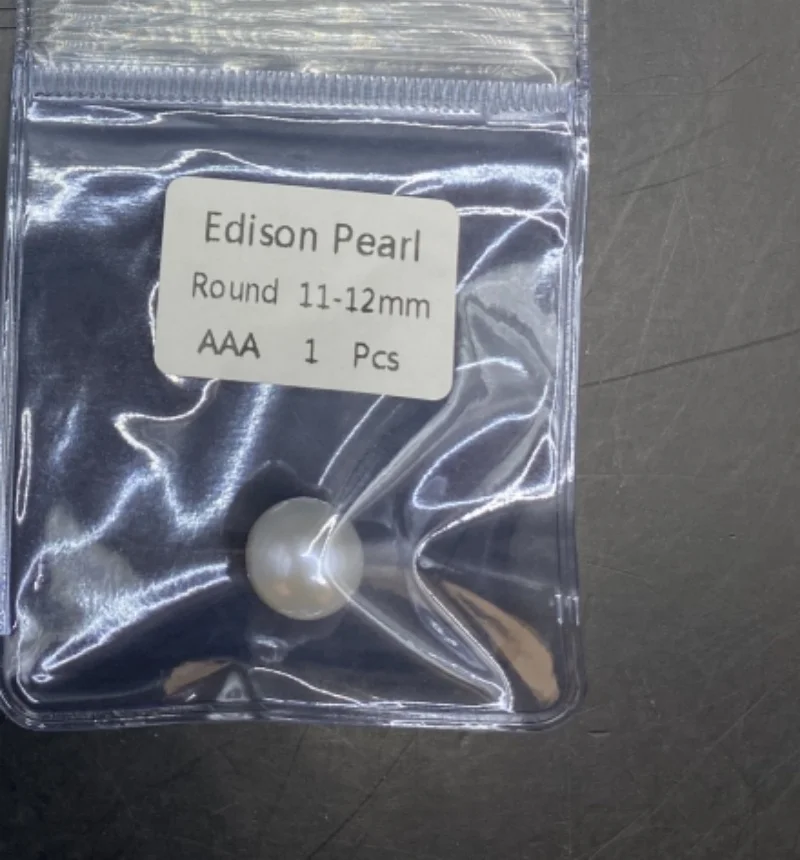 Edison Pearl
Round 11-12mm
AAA 1 Pcs